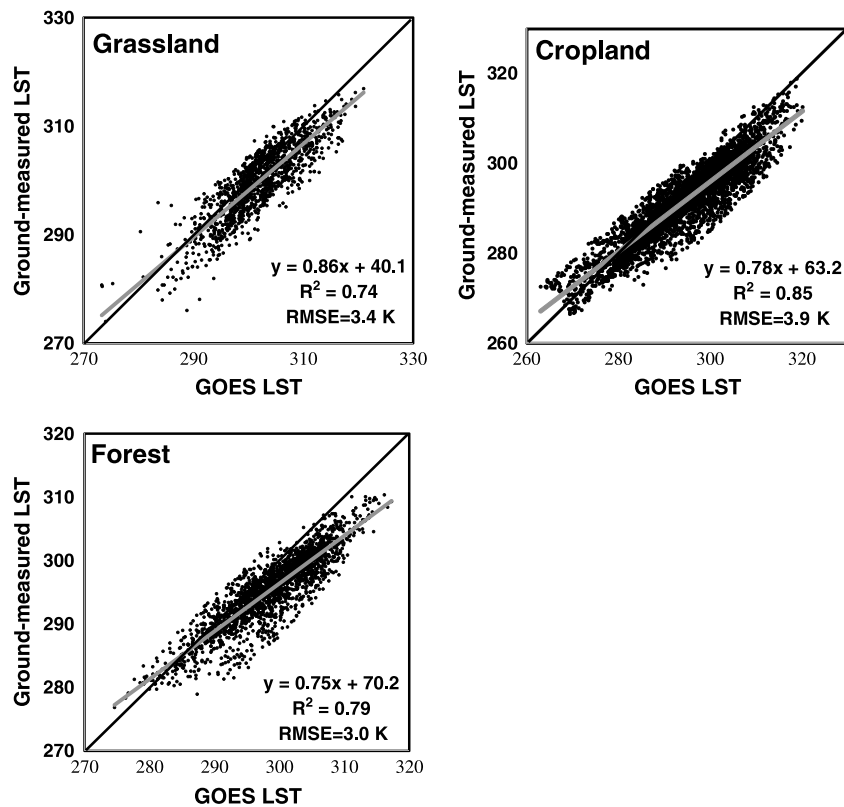 Grassland
Ground-measured LST
330
310
290
270
y = 0.86x + 40.1
R² = 0.74
RMSE=3.4 K
270 290 310 330
GOES LST
Cropland
Ground-measured LST
320
300
280
260
y = 0.78x + 63.2
R² = 0.85
RMSE=3.9 K
260 280 300 320
GOES LST
Forest
Ground-measured LST
320
310
300
290
280
270
y = 0.75x + 70.2
R² = 0.79
RMSE=3.0 K
270 280 290 300 310 320
GOES LST